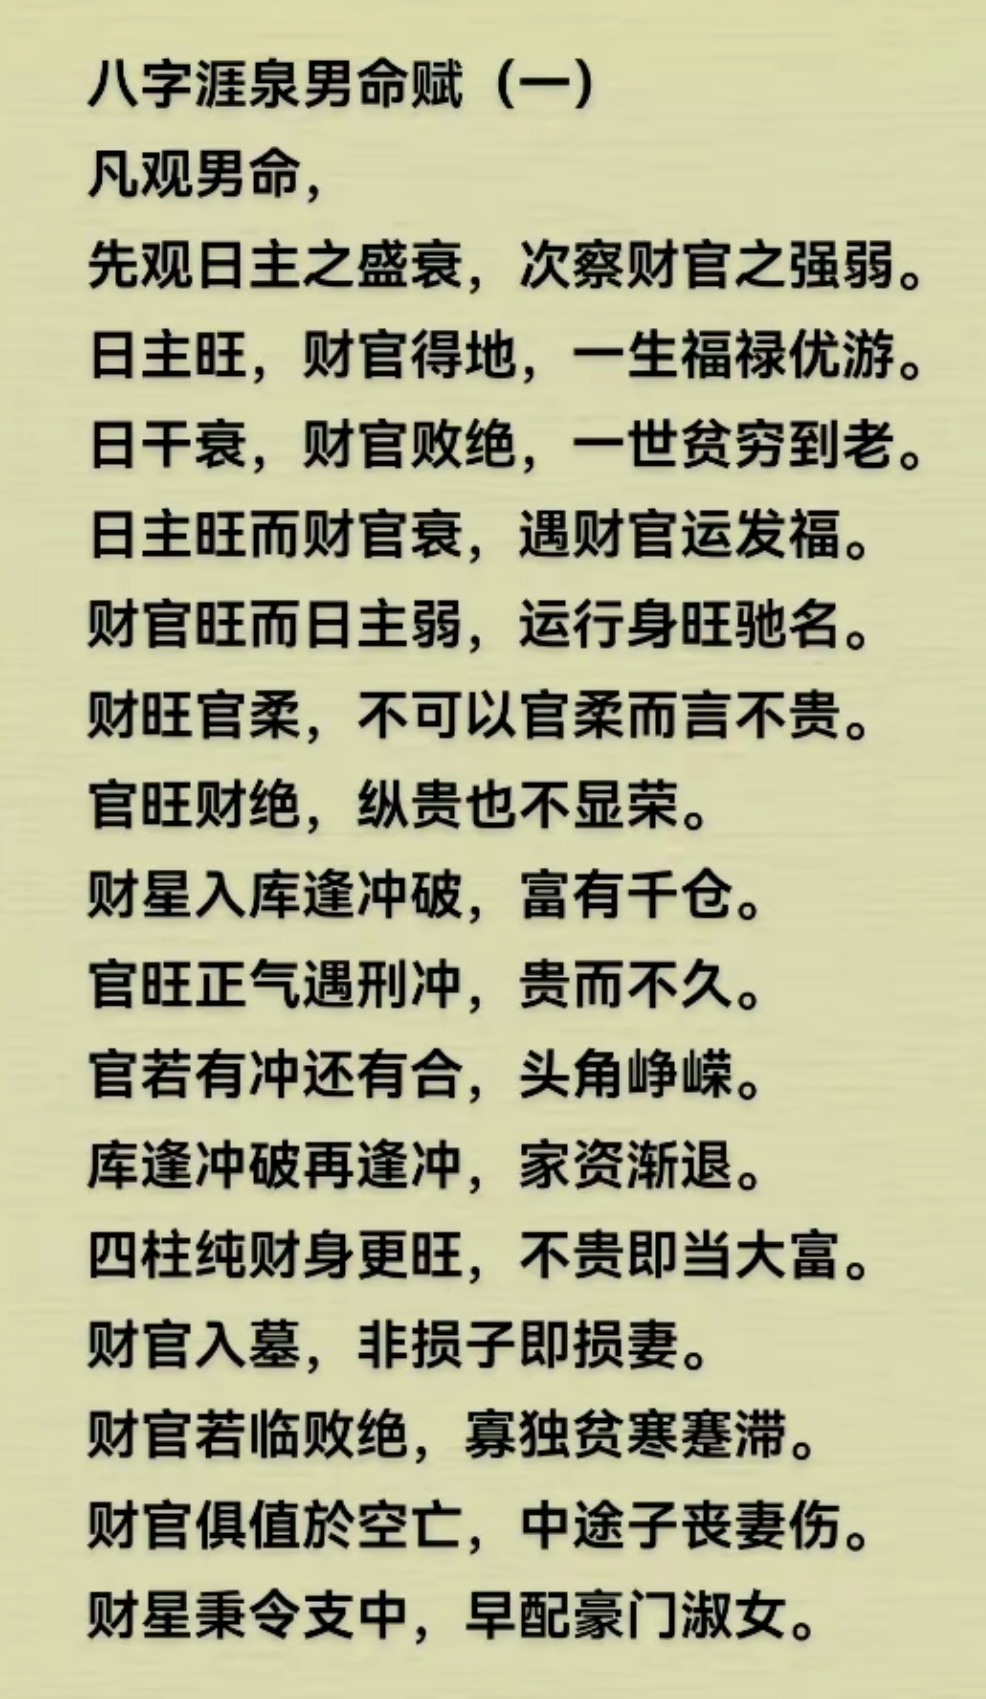 八字涯泉男命赋（一）
凡观男命，
先观日主之盛衰，次察财官之强弱。
日主旺，财官得地，一生福禄优游。
日干衰，财官败绝，一世贫穷到老。
日主旺而财官衰，遇财官运发福。
财官旺而日主弱，运行身旺驰名。
财旺官柔，不可以官柔而言不贵。
官旺财绝，纵贵也不显荣。
财星入库逢冲破，富有千仓。
官旺正气遇刑冲，贵而不久。
官若有冲还有合，头角峥嵘。
库逢冲破再逢冲，家资渐退。
四柱纯财身更旺，不贵即当大富。
财官入墓，非损子即损妻。
财官若临败绝，寡独贫寒蹇滞。
财官俱值於空亡，中途子丧妻伤。
财星秉令支中，早配豪门淑女。